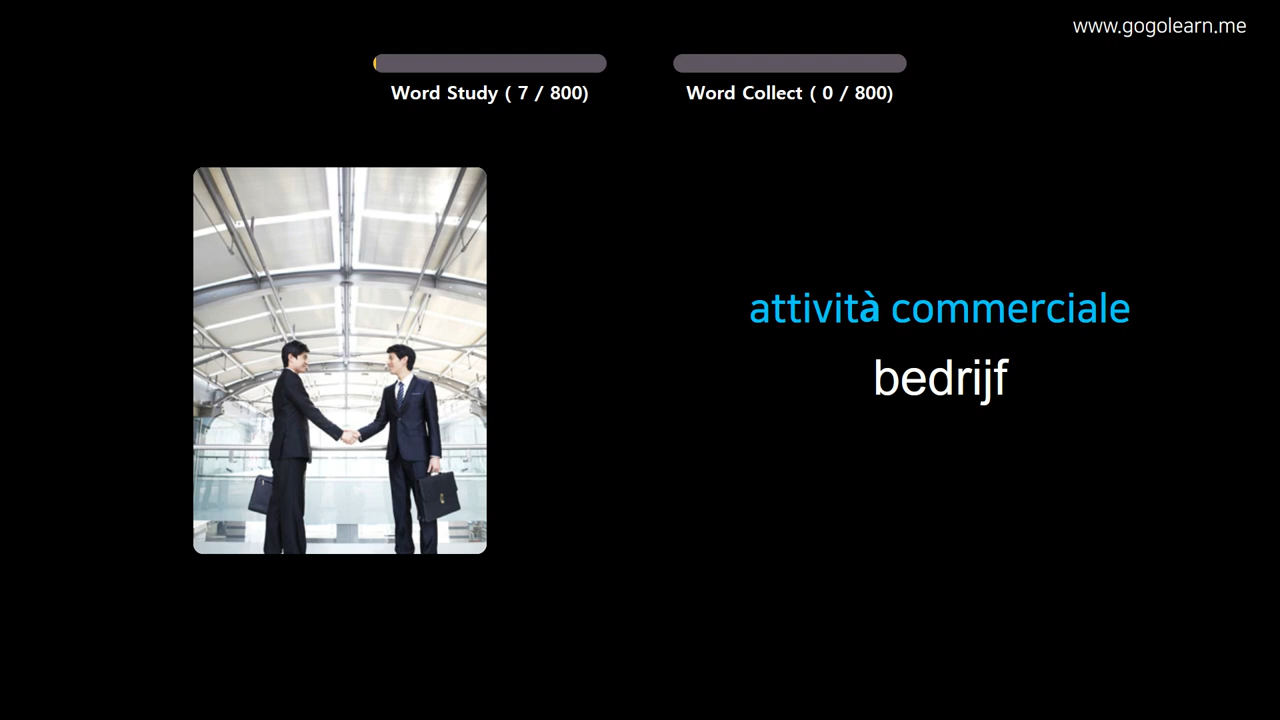 www.gogolearn.me
Word Study ( 7 / 800)
Word Collect ( 0 / 800)
attività commerciale
bedrijf